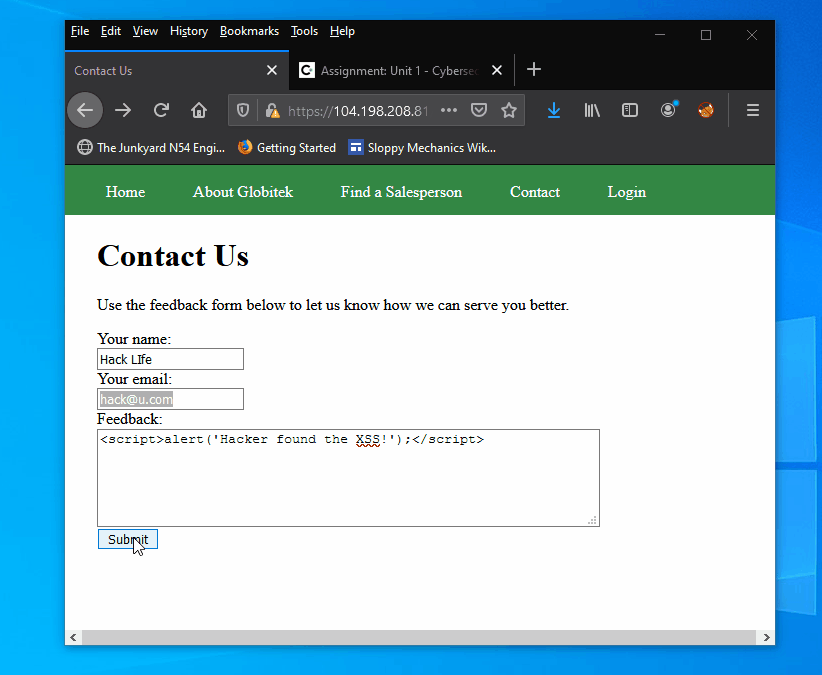 File Edit View History Bookmarks Tools Help
Contact Us
Assignment: Unit 1 - Cybersec
https://104.198.208.81
The Junkyard N54 Engi...
Getting Started
Sloppy Mechanics Wik...
Home About Globitek Find a Salesperson Contact Login
Contact Us
Use the feedback form below to let us know how we can serve you better.
Your name:
Hack LIfe
Your email:
hack@u.com
Feedback:
<script>alert('Hacker found the XSS!');</script>
Submit